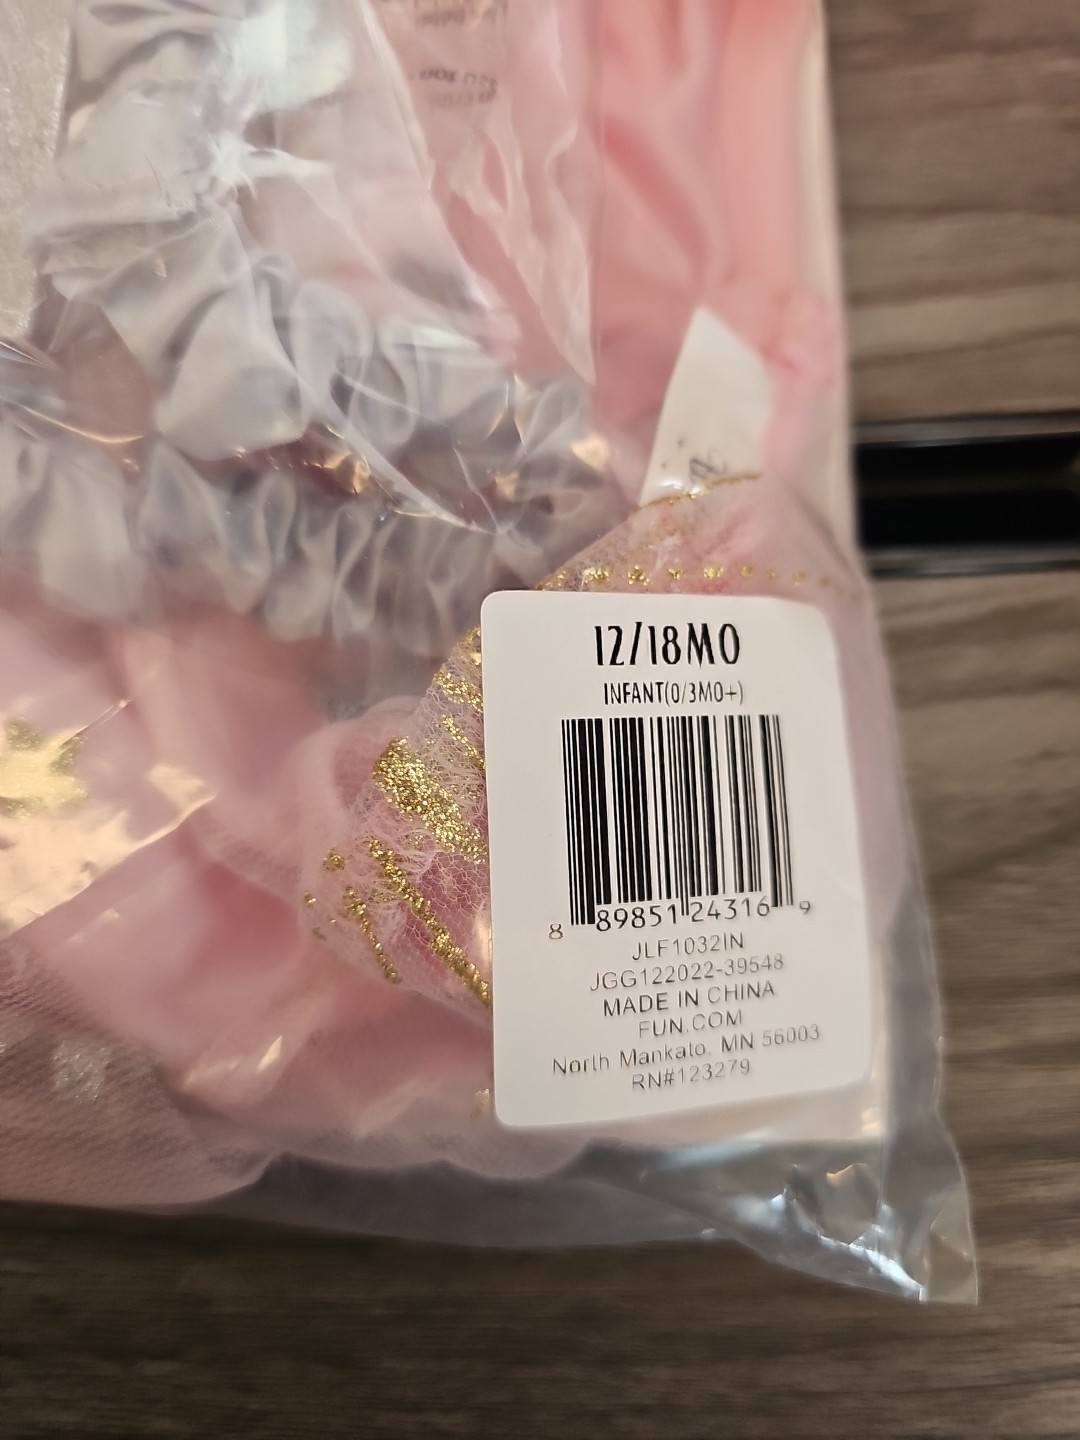 12/18MO
INFANT(0/3MO+)
8 89851 24316 9
JLF1032IN
JGG122022-39548
MADE IN CHINA
FUN.COM
North Mankato, MN 56003
RN#123279